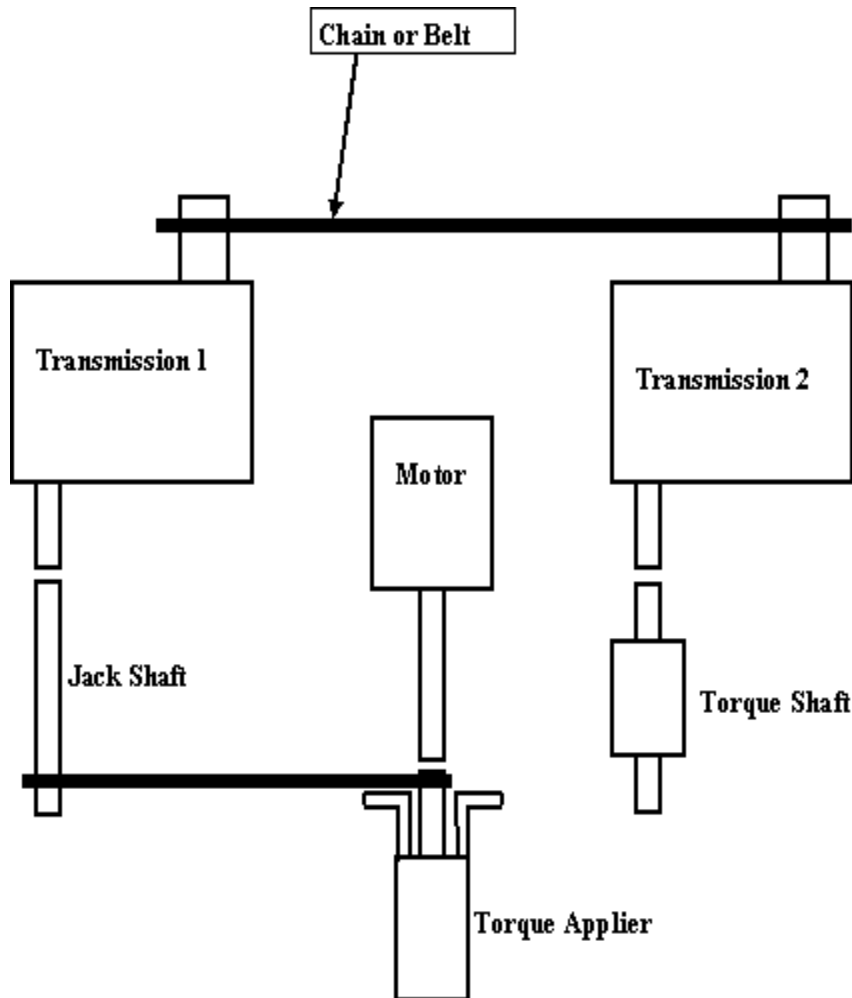 Chain or Belt
Transmission 1
Transmission 2
Motor
Jack Shaft
Torque Shaft
Torque Applier